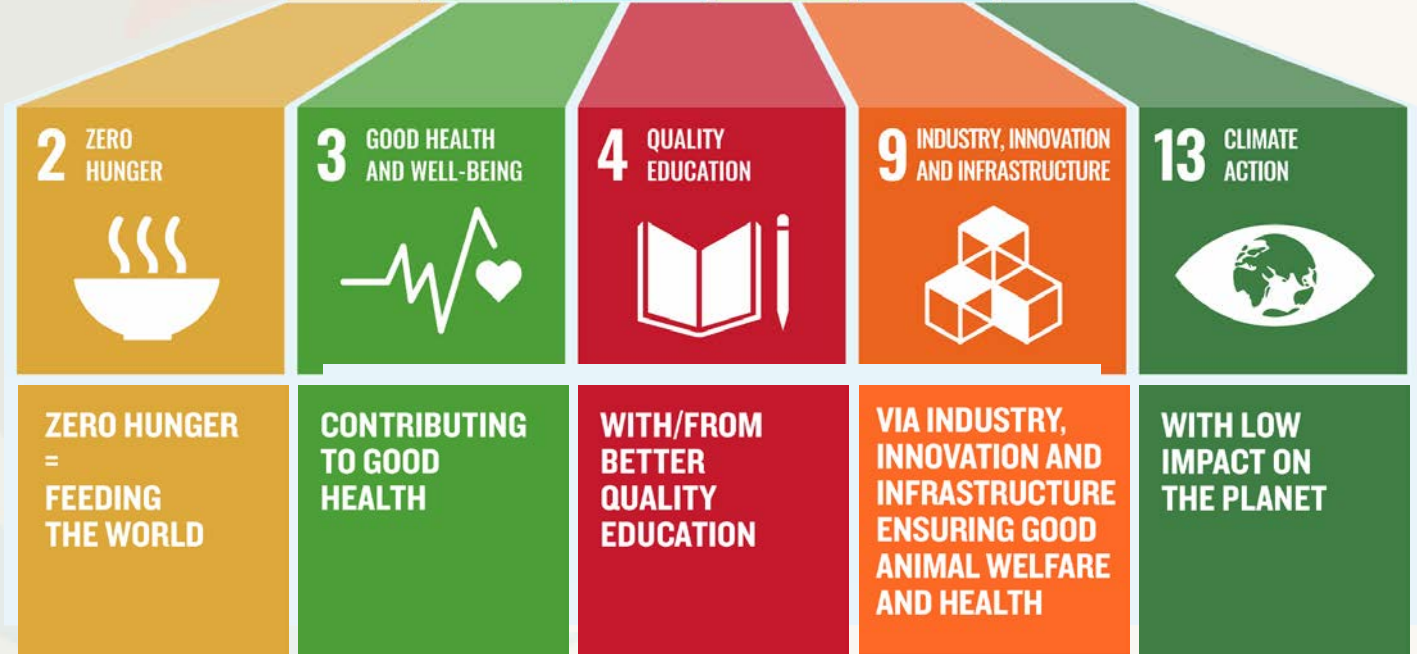 2 ZERO
HUNGER
3 GOOD HEALTH
AND WELL-BEING
4 QUALITY
EDUCATION
9 INDUSTRY, INNOVATION
AND INFRASTRUCTURE
13 CLIMATE
ACTION
ZERO HUNGER
=
FEEDING
THE WORLD
CONTRIBUTING
TO GOOD
HEALTH
WITH/FROM
BETTER
QUALITY
EDUCATION
VIA INDUSTRY,
INNOVATION AND
INFRASTRUCTURE
ENSURING GOOD
ANIMAL WELFARE
AND HEALTH
WITH LOW
IMPACT ON
THE PLANET